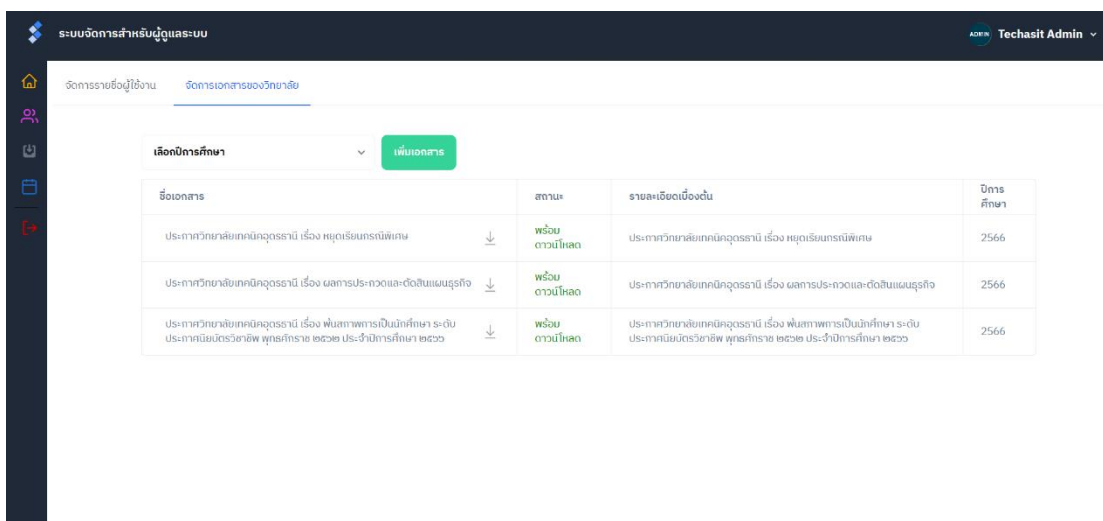 ระบบจัดการสำหรับผู้ดูแลระบบ
ADMIN Techasit Admin
จัดการรายชื่อผู้ใช้งาน จัดการเอกสารของวิทยาลัย
เลือกปีการศึกษา เพิ่มเอกสาร
ชื่อเอกสาร สถานะ รายละเอียดเบื้องต้น ปีการ
ศึกษา
ประกาศวิทยาลัยเทคนิคอุดรธานี เรื่อง หยุดเรียนกรณีพิเศษ พร้อม
ดาวน์โหลด ประกาศวิทยาลัยเทคนิคอุดรธานี เรื่อง หยุดเรียนกรณีพิเศษ 2566
ประกาศวิทยาลัยเทคนิคอุดรธานี เรื่อง ผลการประกวดและตัดสินแผนธุรกิจ พร้อม
ดาวน์โหลด ประกาศวิทยาลัยเทคนิคอุดรธานี เรื่อง ผลการประกวดและตัดสินแผนธุรกิจ 2566
ประกาศวิทยาลัยเทคนิคอุดรธานี เรื่อง พ้นสภาพการเป็นนักศึกษา ระดับ พร้อม ประกาศวิทยาลัยเทคนิคอุดรธานี เรื่อง พ้นสภาพการเป็นนักศึกษา ระดับ 2566
ประกาศนียบัตรวิชาชีพ พุทธศักราช ๒๕๖๒ ประจำปีการศึกษา ๒๕๖๖ ดาวน์โหลด ประกาศนียบัตรวิชาชีพ พุทธศักราช ๒๕๖๒ ประจำปีการศึกษา ๒๕๖๖